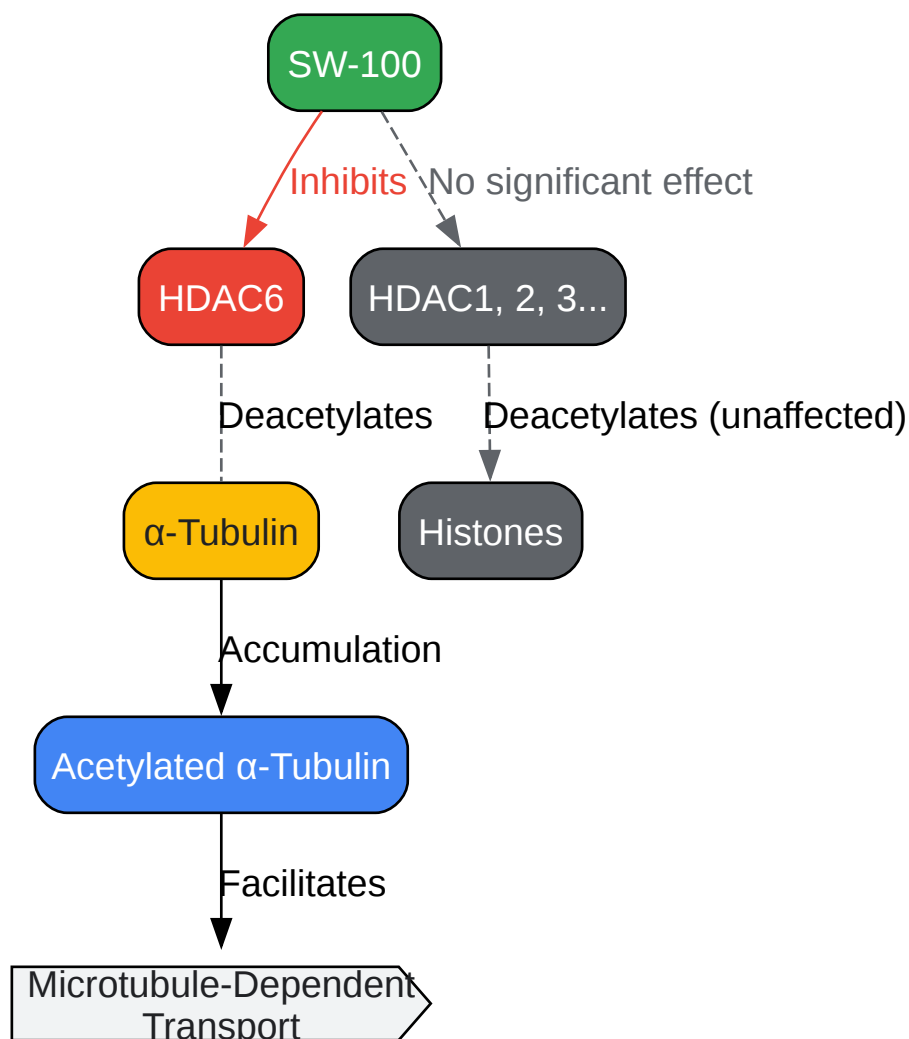 SW-100
Inhibits
No significant effect
HDAC6
HDAC1, 2, 3...
Deacetylates
Deacetylates (unaffected)
α-Tubulin
Histones
Accumulation
Acetylated α-Tubulin
Facilitates
Microtubule-Dependent
Transport